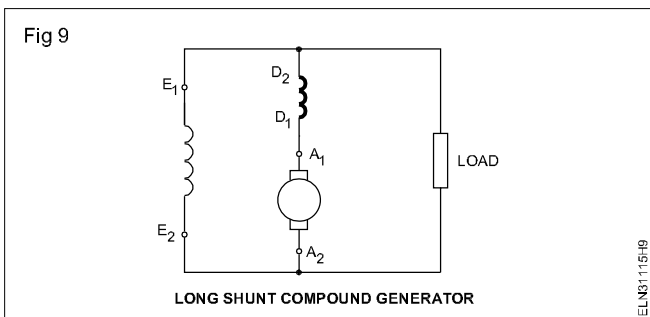 Fig 9
D2
E1
D1
A1
LOAD
E2
A2
LONG SHUNT COMPOUND GENERATOR
ELN31115H9